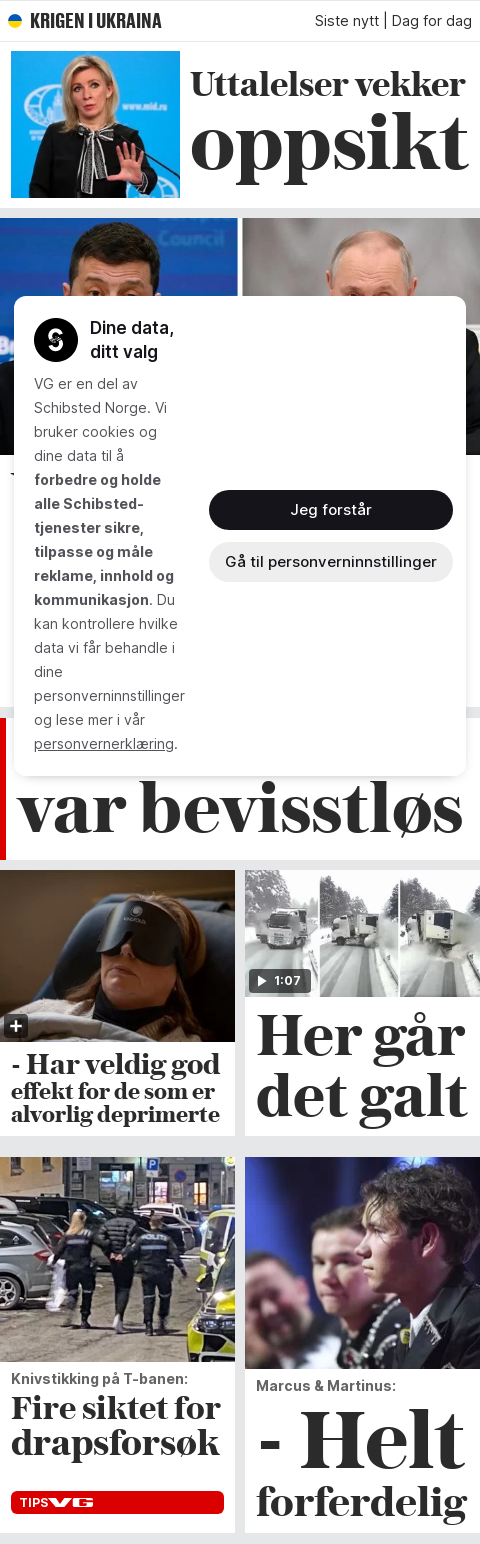 KRIGEN I UKRAINA
Siste nytt | Dag for dag
www.mid.ru
Uttalelser vekker
oppsikt
Council
Dine data,
ditt valg
VG er en del av
Schibsted Norge. Vi
bruker cookies og
dine data til å
forbedre og holde
alle Schibsted-
tjenester sikre,
tilpasse og måle
reklame, innhold og
kommunikasjon. Du
kan kontrollere hvilke
data vi får behandle i
dine
personverninnstillinger
og lese mer i vår
personvernerklæring.
Jeg forstår
Gå til personverninnstillinger
var bevisstløs
1:07
- Har veldig god
effekt for de som er
alvorlig deprimerte
Her går
det galt
Knivstikking på T-banen:
Fire siktet for
drapsforsøk
TIPS VG
Marcus & Martinus:
- Helt
forferdelig